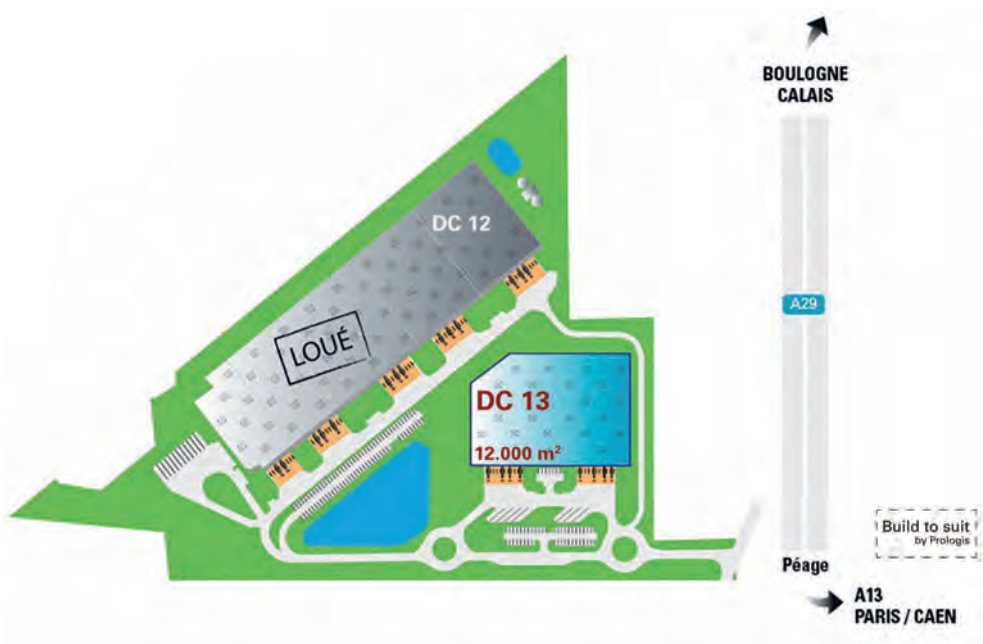 BOULOGNE
CALAIS
DC 12
LOUÉ
A29
DC 13
12.000 m²
Build to suit
by Prologis
Péage
A13
PARIS / CAEN